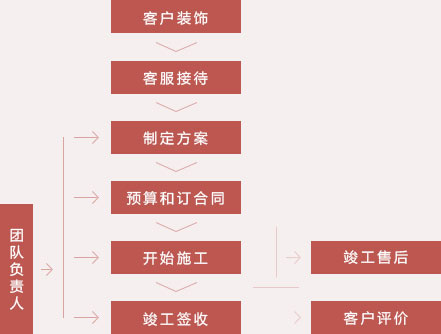 客户装饰
客服接待
制定方案
预算和订合同
开始施工
竣工签收
团队负责人
竣工售后
客户评价